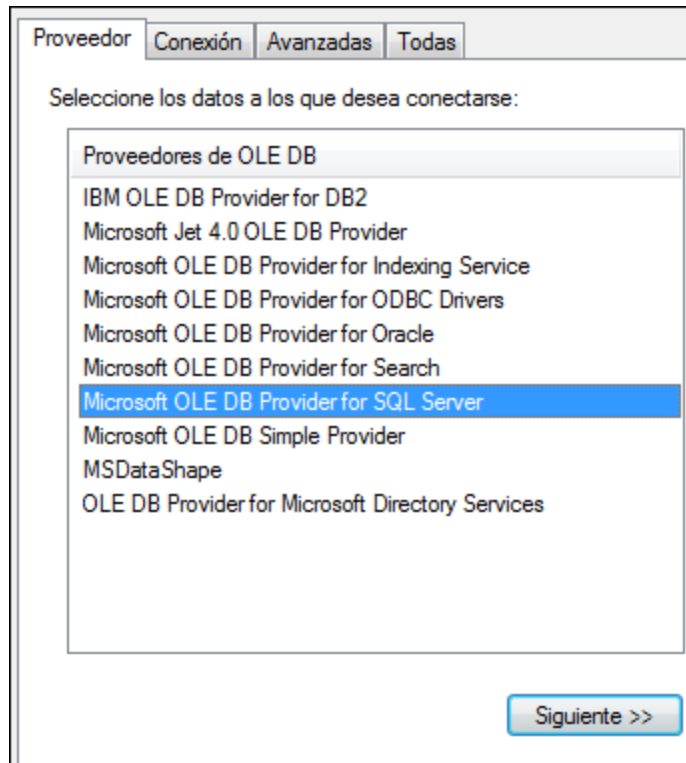 Proveedor Conexión Avanzadas Todas
Seleccione los datos a los que desea conectarse:
Proveedores de OLE DB
IBM OLE DB Provider for DB2
Microsoft Jet 4.0 OLE DB Provider
Microsoft OLE DB Provider for Indexing Service
Microsoft OLE DB Provider for ODBC Drivers
Microsoft OLE DB Provider for Oracle
Microsoft OLE DB Provider for Search
Microsoft OLE DB Provider for SQL Server
Microsoft OLE DB Simple Provider
MSDataShape
OLE DB Provider for Microsoft Directory Services
Siguiente >>